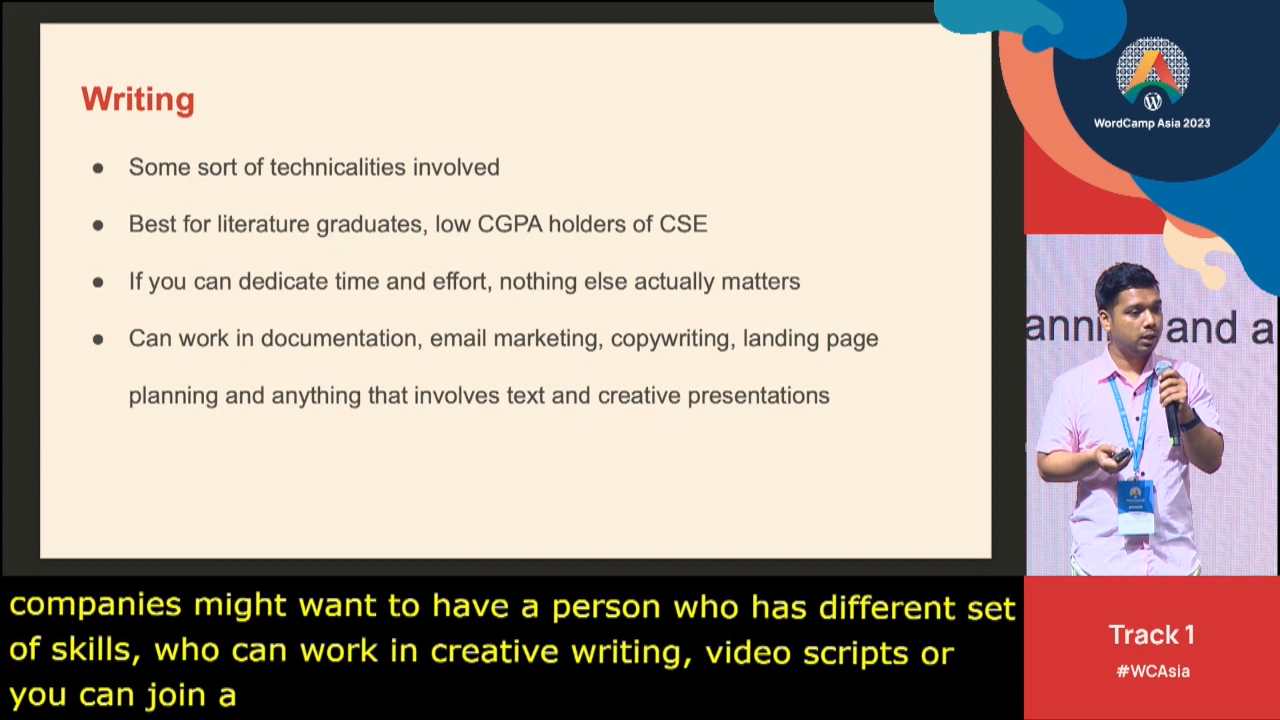 Writing
● Some sort of technicalities involved
● Best for literature graduates, low CGPA holders of CSE
● If you can dedicate time and effort, nothing else actually matters
● Can work in documentation, email marketing, copywriting, landing page
planning and anything that involves text and creative presentations
WordCamp Asia 2023
and a
companies might want to have a person who has different set
of skills, who can work in creative writing, video scripts or
you can join a
Track 1
#WCAsia